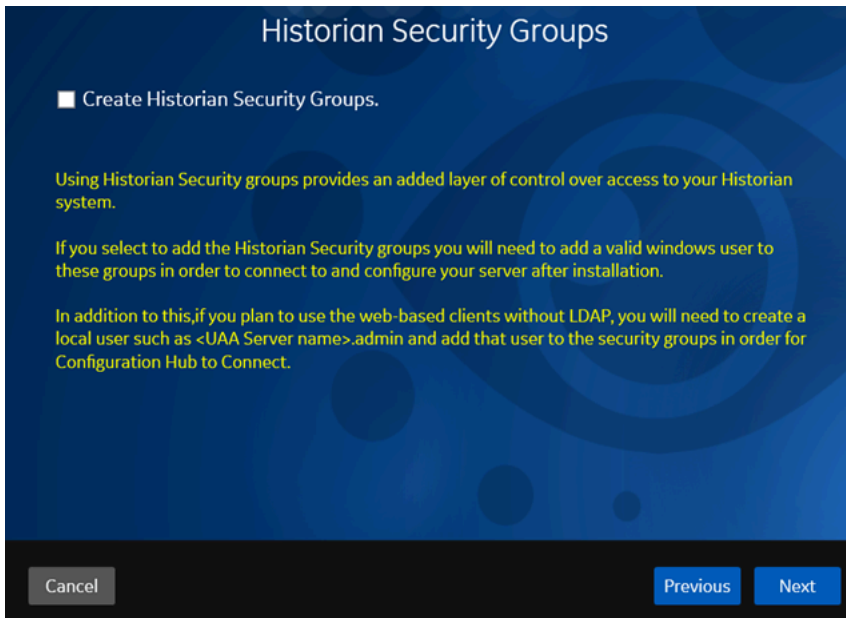 Historian Security Groups
Create Historian Security Groups.
Using Historian Security groups provides an added layer of control over access to your Historian
system.
If you select to add the Historian Security groups you will need to add a valid windows user to
these groups in order to connect to and configure your server after installation.
In addition to this,if you plan to use the web-based clients without LDAP, you will need to create a
local user such as <UAA Server name>.admin and add that user to the security groups in order for
Configuration Hub to Connect.
Cancel
Previous
Next